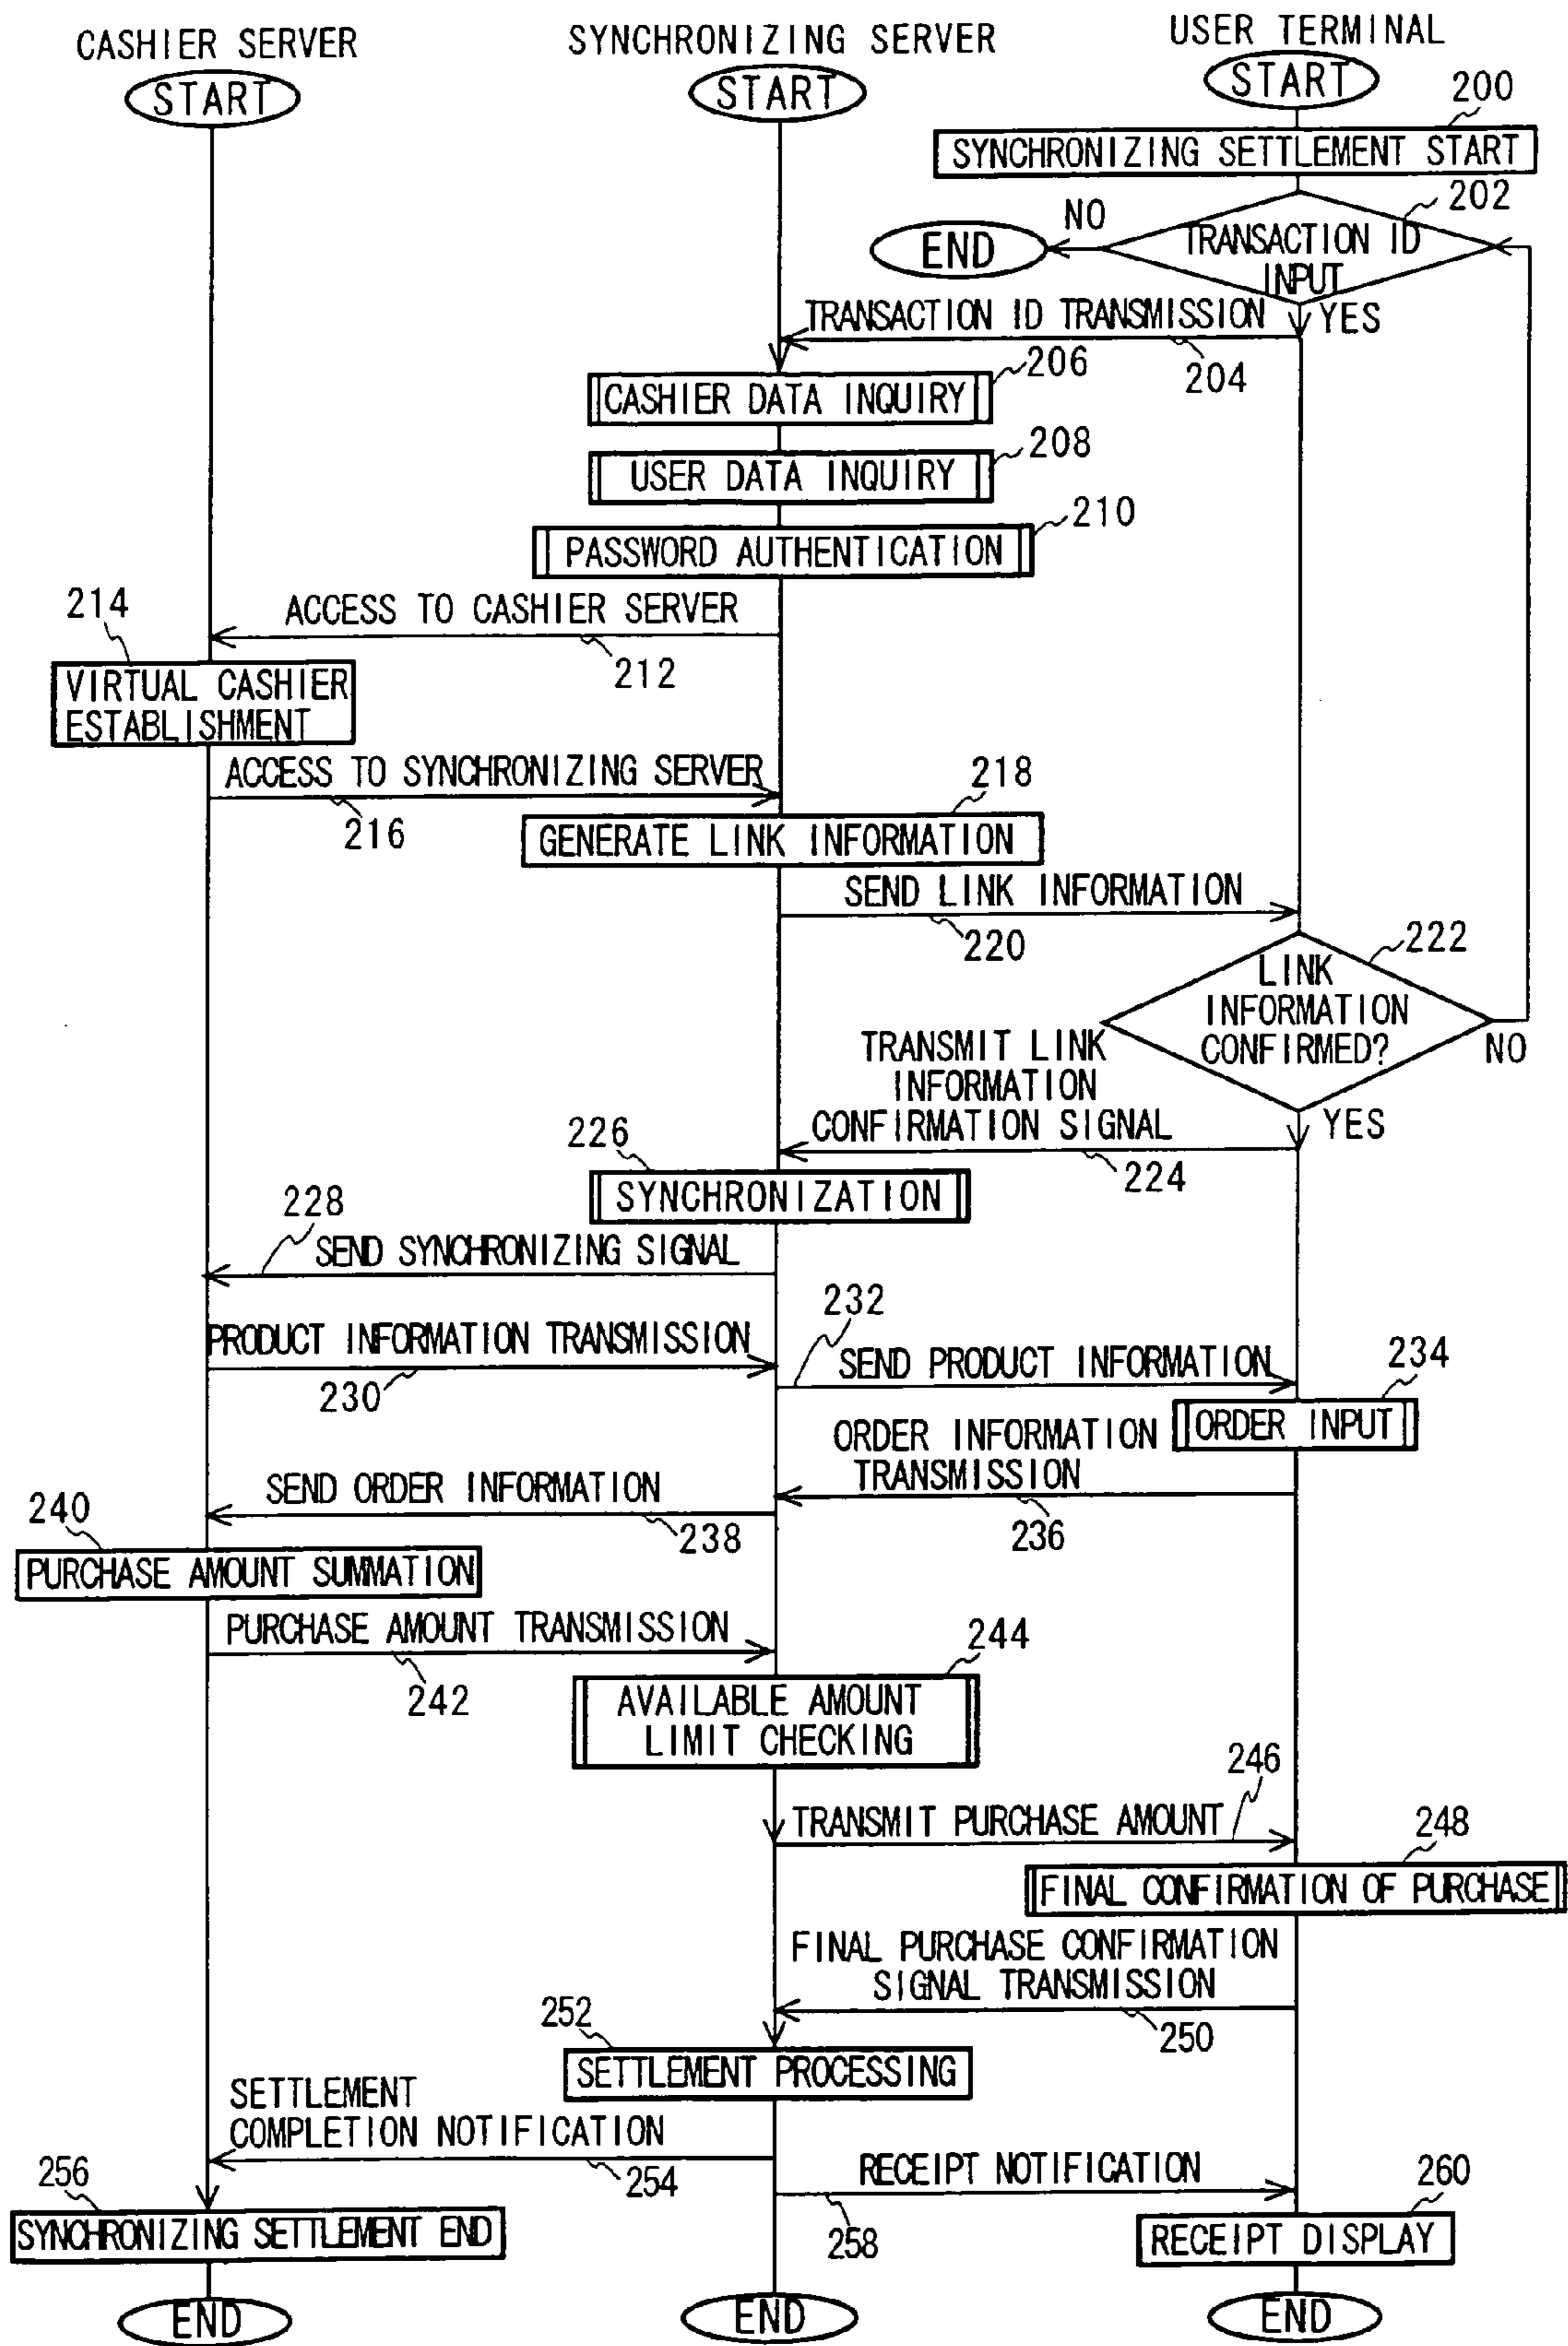 CASHIER SERVER
SYNCHRONIZING SERVER
USER TERMINAL
START
START
START
200
SYNCHRONIZING SETTLEMENT START
202
NO
END
TRANSACTION ID
INPUT
YES
TRANSACTION ID TRANSMISSION
204
206
CASHIER DATA INQUIRY
208
USER DATA INQUIRY
210
PASSWORD AUTHENTICATION
ACCESS TO CASHIER SERVER
212
214
VIRTUAL CASHIER
ESTABLISHMENT
ACCESS TO SYNCHRONIZING SERVER
216
218
GENERATE LINK INFORMATION
SEND LINK INFORMATION
220
222
LINK
INFORMATION
CONFIRMED?
NO
YES
TRANSMIT LINK
INFORMATION
CONFIRMATION SIGNAL
224
226
SYNCHRONIZATION
228
SEND SYNCHRONIZING SIGNAL
PRODUCT INFORMATION TRANSMISSION
230
232
SEND PRODUCT INFORMATION
234
ORDER INPUT
ORDER INFORMATION
TRANSMISSION
236
SEND ORDER INFORMATION
238
240
PURCHASE AMOUNT SUMMATION
PURCHASE AMOUNT TRANSMISSION
242
244
AVAILABLE AMOUNT
LIMIT CHECKING
246
TRANSMIT PURCHASE AMOUNT
248
FINAL CONFIRMATION OF PURCHASE
FINAL PURCHASE CONFIRMATION
SIGNAL TRANSMISSION
250
252
SETTLEMENT PROCESSING
SETTLEMENT
COMPLETION NOTIFICATION
254
256
SYNCHRONIZING SETTLEMENT END
RECEIPT NOTIFICATION
258
260
RECEIPT DISPLAY
END
END
END